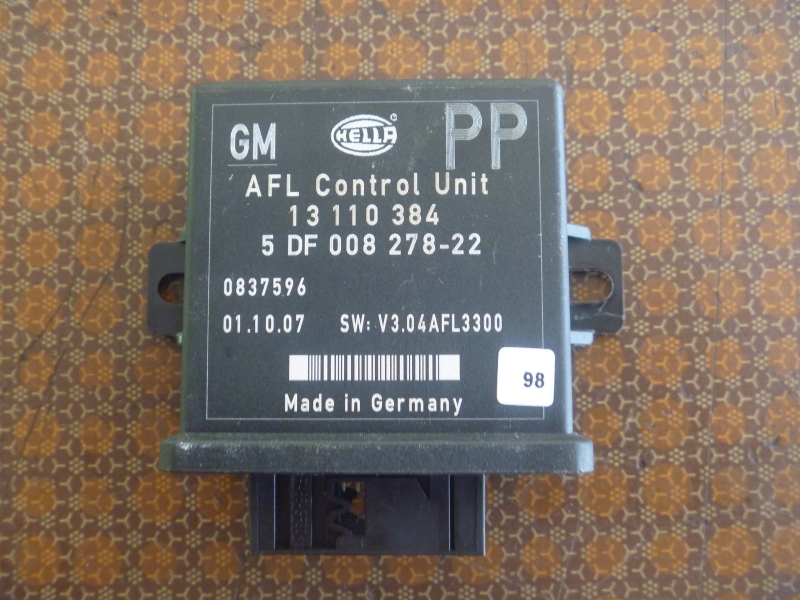 GM HELLA PP
AFL Control Unit
13 110 384
5 DF 008 278-22
0837596
01.10.07 SW: V3.04AFL3300
98
Made in Germany